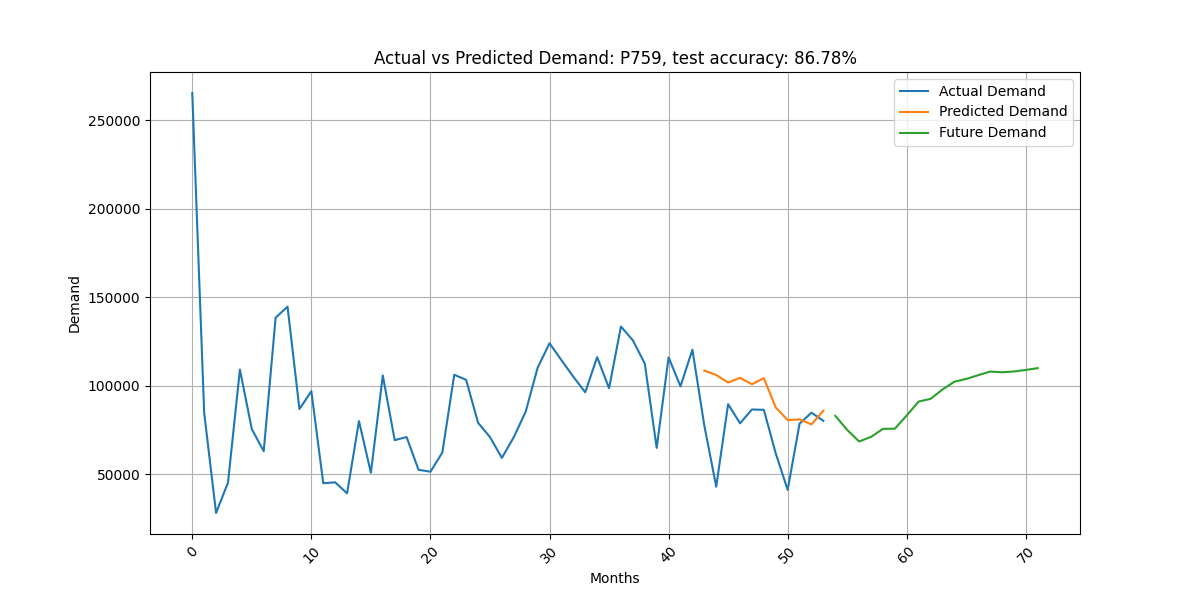 Actual vs Predicted Demand: P759, test accuracy: 86.78%
Actual Demand
Predicted Demand
Future Demand
250000
200000
150000
100000
50000
Demand
0 10 20 30 40 50 60 70
Months